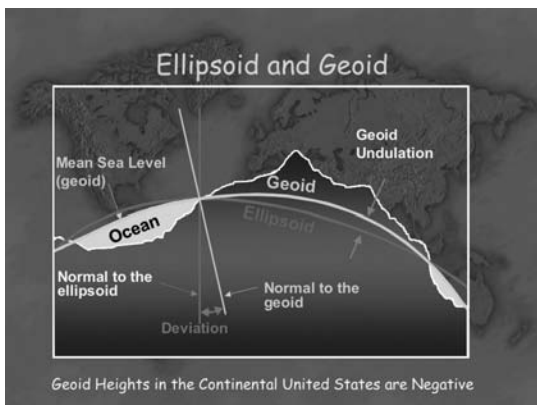 Ellipsoid and Geoid
Geoid
Undulation
Mean Sea Level
(geoid)
Geoid
Ocean
Ellipsoid
Normal to the
ellipsoid
Normal to the
geoid
Deviation
Geoid Heights in the Continental United States are Negative